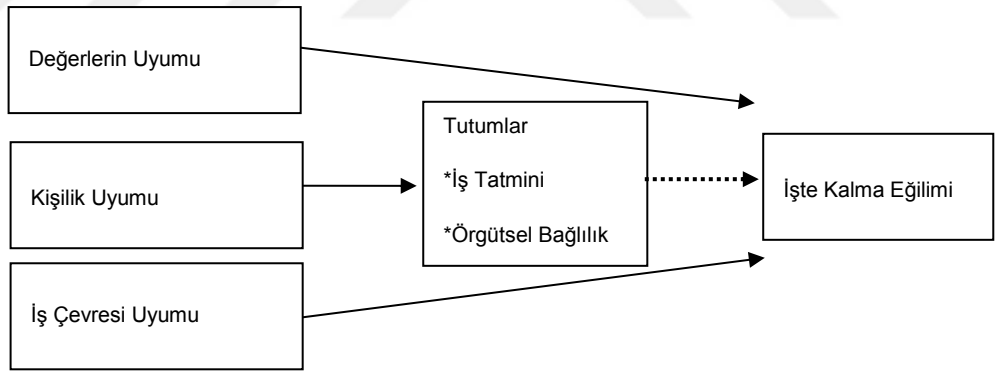 Değerlerin Uyumu
Kişilik Uyumu
İş Çevresi Uyumu
Tutumlar
*İş Tatmini
*Örgütsel Bağlılık
İşte Kalma Eğilimi